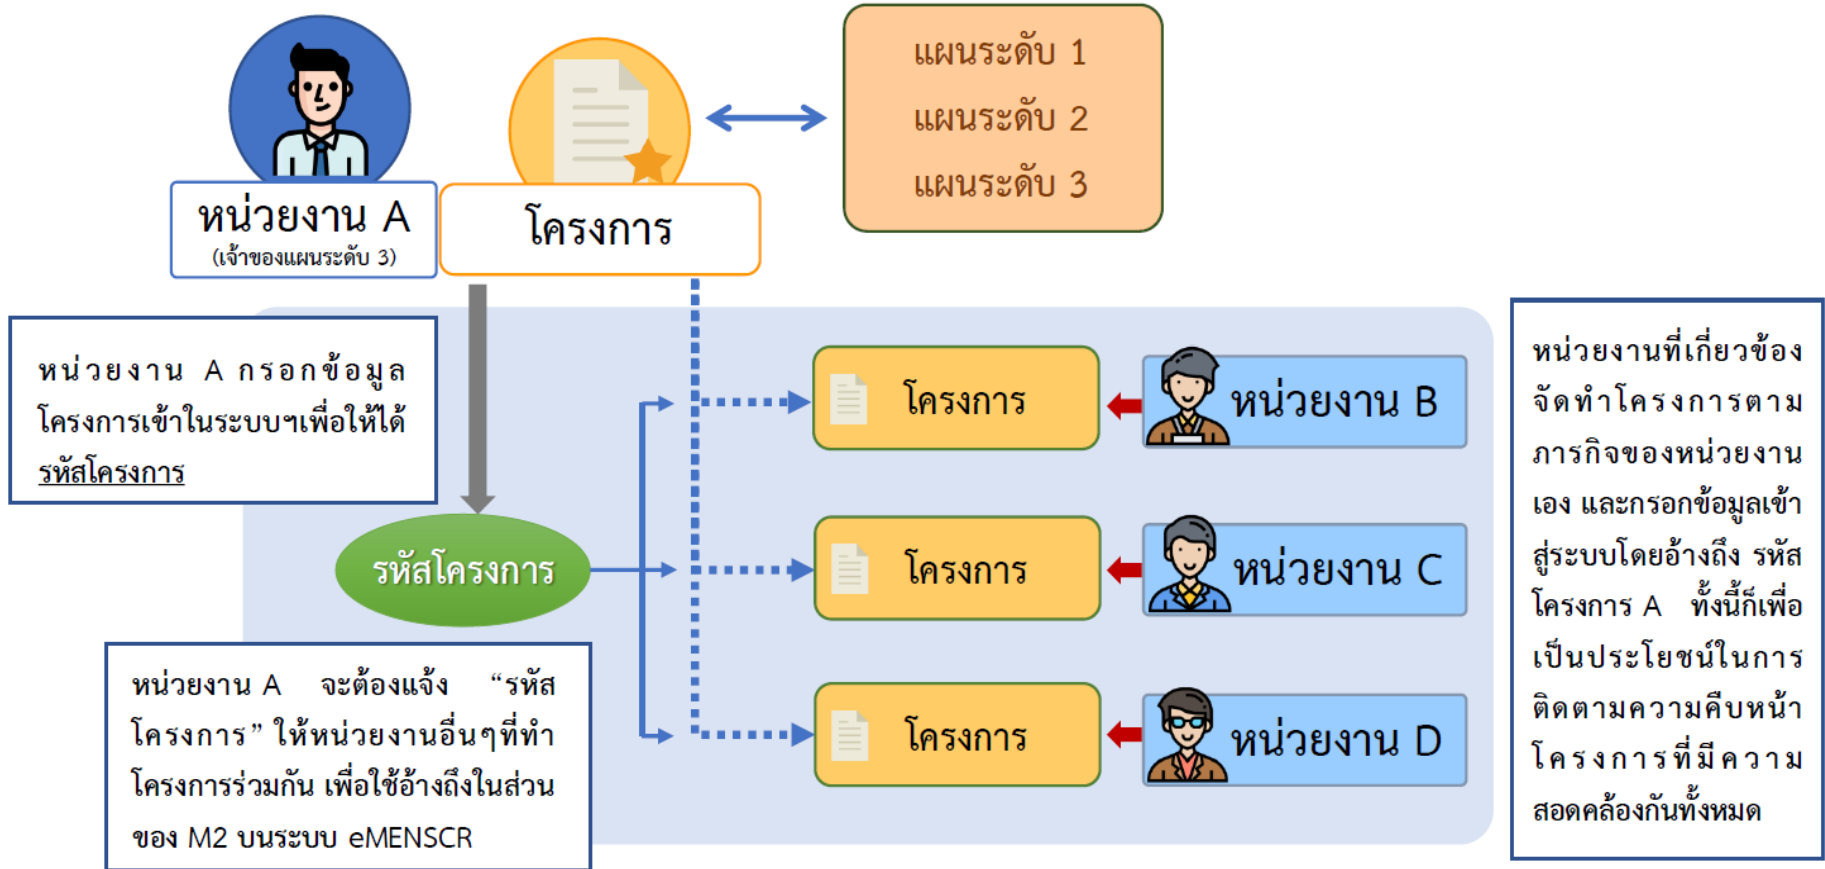 แผนระดับ 1
แผนระดับ 2
แผนระดับ 3
หน่วยงาน A
(เจ้าของแผนระดับ 3)
โครงการ
หน่วยงาน A กรอกข้อมูล
โครงการเข้าในระบบฯเพื่อให้ได้
รหัสโครงการ
รหัสโครงการ
หน่วยงาน A จะต้องแจ้ง “รหัส
โครงการ” ให้หน่วยงานอื่นๆที่ทำ
โครงการร่วมกัน เพื่อใช้อ้างถึงในส่วน
ของ M2 บนระบบ eMENSCR
โครงการ
หน่วยงาน B
โครงการ
หน่วยงาน C
โครงการ
หน่วยงาน D
หน่วยงานที่เกี่ยวข้อง
จัดทำโครงการตาม
ภารกิจของหน่วยงาน
เอง และกรอกข้อมูลเข้า
สู่ระบบโดยอ้างถึง รหัส
โครงการ A ทั้งนี้ก็เพื่อ
เป็นประโยชน์ในการ
ติดตามความคืบหน้า
โครงการที่มีความ
สอดคล้องกันทั้งหมด